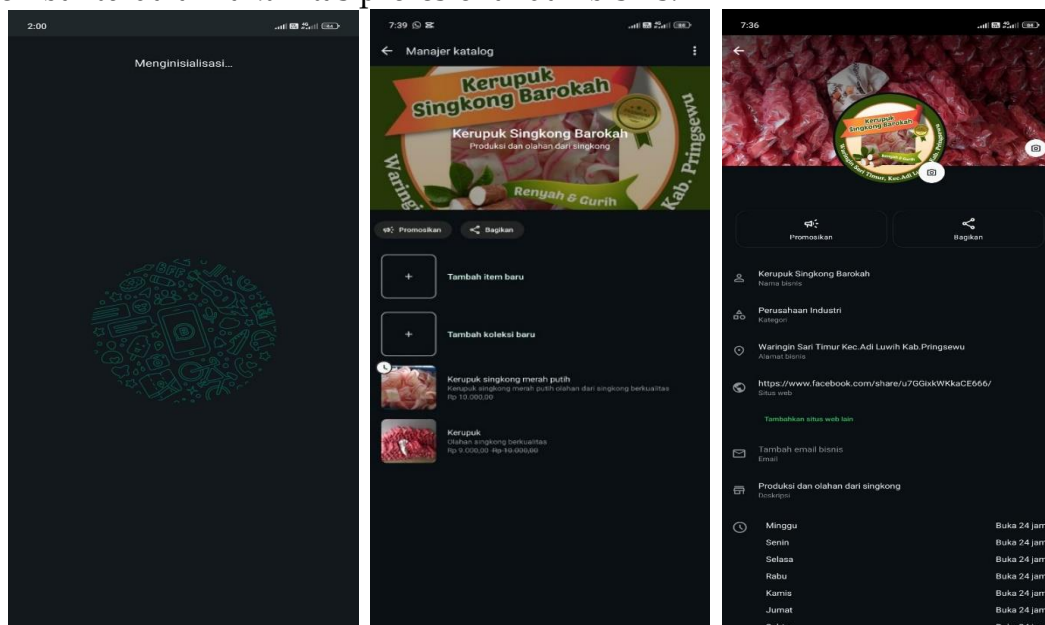 2:00
Menginisialisasi...
7:39
Manajer katalog
Kerupuk
Singkong Barokah
Kerupuk Singkong Barokah
Produksi dan olahan dari singkong
Renyah & Gurih
Kab. Pringsewu
Promosikan
Bagikan
Tambah item baru
Tambah koleksi baru
Kerupuk singkong merah putih
Kerupuk singkong merah putih olahan dari singkong berkualitas
Rp 10.000,00
Kerupuk
Olahan singkong berkualitas
Rp 9.000,00 Rp 10.000,00
7:36
Kerupuk
Singkong Barokah
Renyah & Gurih
Promosikan
Bagikan
Kerupuk Singkong Barokah
Nama bisnis
Perusahaan Industri
Kategori
Waringin Sari Timur Kec.Adi Luwih Kab.Pringsewu
Alamat bisnis
https://www.facebook.com/share/u7GGixkWKkaCE666/
Situs web
Tambahkan situs web lain
Tambah email bisnis
Email
Produksi dan olahan dari singkong
Deskripsi
Minggu Buka 24 jam
Senin Buka 24 jam
Selasa Buka 24 jam
Rabu Buka 24 jam
Kamis Buka 24 jam
Jumat Buka 24 jam